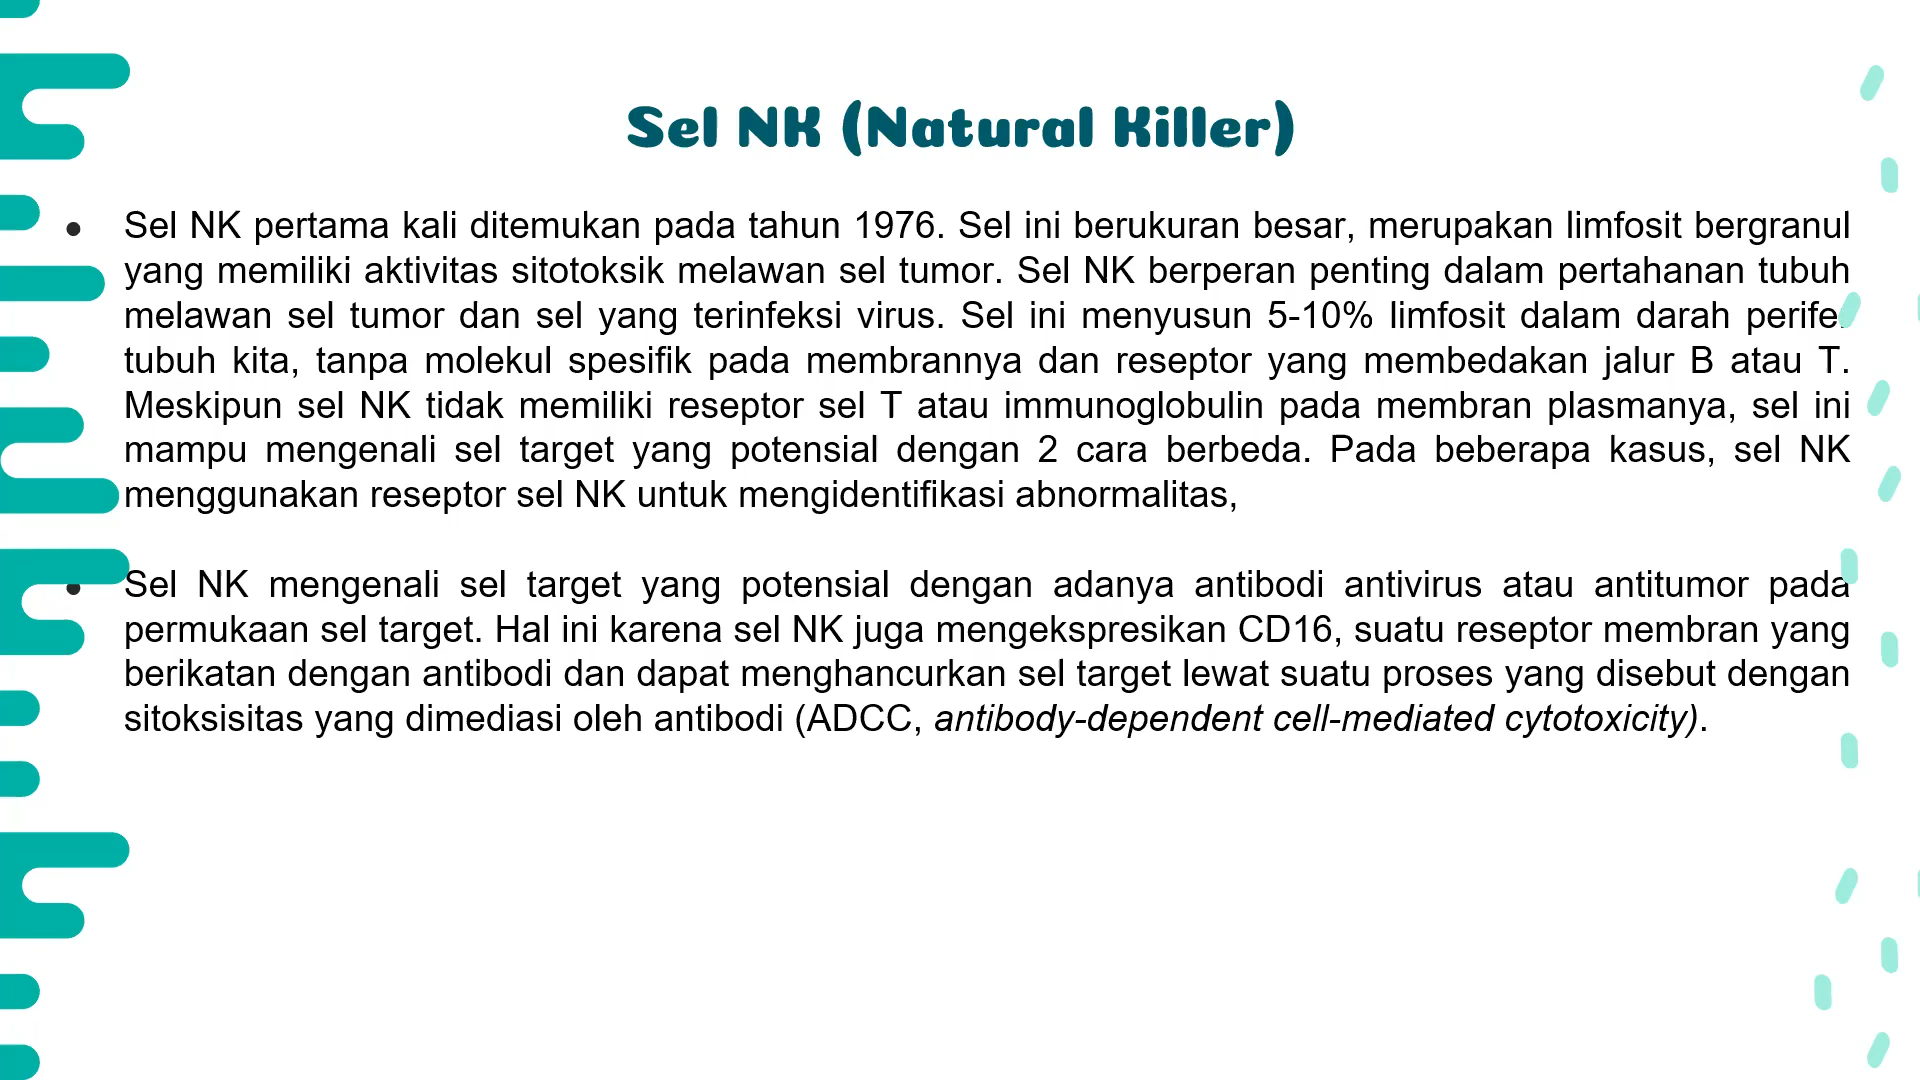 Sel NK (Natural Killer)
• Sel NK pertama kali ditemukan pada tahun 1976. Sel ini berukuran besar, merupakan limfosit bergranul
yang memiliki aktivitas sitotoksik melawan sel tumor. Sel NK berperan penting dalam pertahanan tubuh
melawan sel tumor dan sel yang terinfeksi virus. Sel ini menyusun 5-10% limfosit dalam darah perifer
tubuh kita, tanpa molekul spesifik pada membrannya dan reseptor yang membedakan jalur B atau T.
Meskipun sel NK tidak memiliki reseptor sel T atau immunoglobulin pada membran plasmanya, sel ini
mampu mengenali sel target yang potensial dengan 2 cara berbeda. Pada beberapa kasus, sel NK
menggunakan reseptor sel NK untuk mengidentifikasi abnormalitas,
• Sel NK mengenali sel target yang potensial dengan adanya antibodi antivirus atau antitumor pada
permukaan sel target. Hal ini karena sel NK juga mengekspresikan CD16, suatu reseptor membran yang
berikatan dengan antibodi dan dapat menghancurkan sel target lewat suatu proses yang disebut dengan
sitoksisitas yang dimediasi oleh antibodi (ADCC, antibody-dependent cell-mediated cytotoxicity).